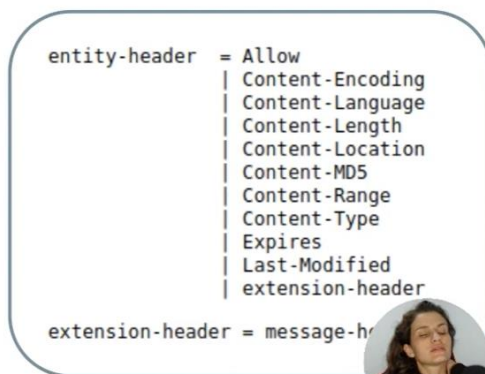 entity-header = Allow
| Content-Encoding
| Content-Language
| Content-Length
| Content-Location
| Content-MD5
| Content-Range
| Content-Type
| Expires
| Last-Modified
| extension-header
extension-header =